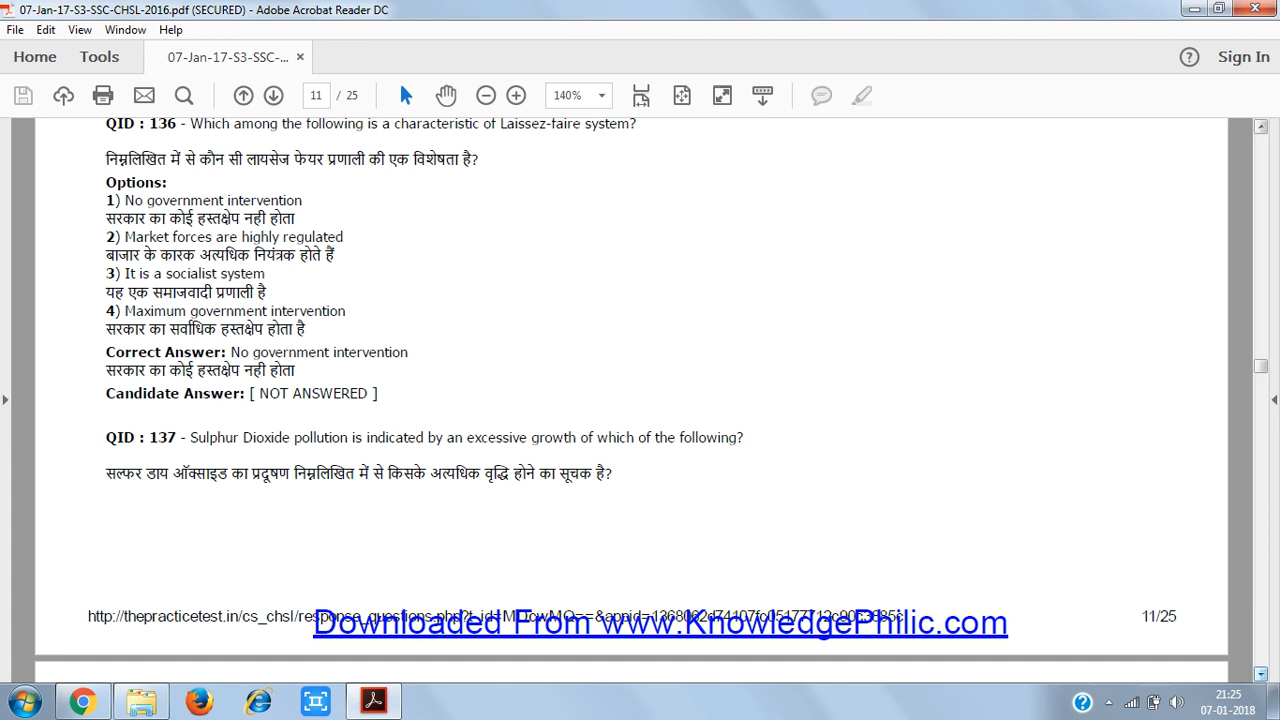 07-Jan-17-S3-SSC-CHSL-2016.pdf (SECURED) - Adobe Acrobat Reader DC
File Edit View Window Help
Home Tools 07-Jan-17-S3-SSC-... × Sign In
11 / 25 140%
QID : 136 - Which among the following is a characteristic of Laissez-faire system?
निम्नलिखित में से कौन सी लायसेज फेयर प्रणाली की एक विशेषता है?
Options:
1) No government intervention
सरकार का कोई हस्तक्षेप नही होता
2) Market forces are highly regulated
बाजार के कारक अत्यधिक नियंत्रक होते हैं
3) It is a socialist system
यह एक समाजवादी प्रणाली है
4) Maximum government intervention
सरकार का सर्वाधिक हस्तक्षेप होता है
Correct Answer: No government intervention
सरकार का कोई हस्तक्षेप नही होता
Candidate Answer: [ NOT ANSWERED ]
QID : 137 - Sulphur Dioxide pollution is indicated by an excessive growth of which of the following?
सल्फर डाय ऑक्साइड का प्रदूषण निम्नलिखित में से किसके अत्यधिक वृद्धि होने का सूचक है?
http://thepracticetest.in/cs_chsl/response_questions.php 11/25
Downloaded From www.KnowledgePhilic.com
21:25
07-01-2018